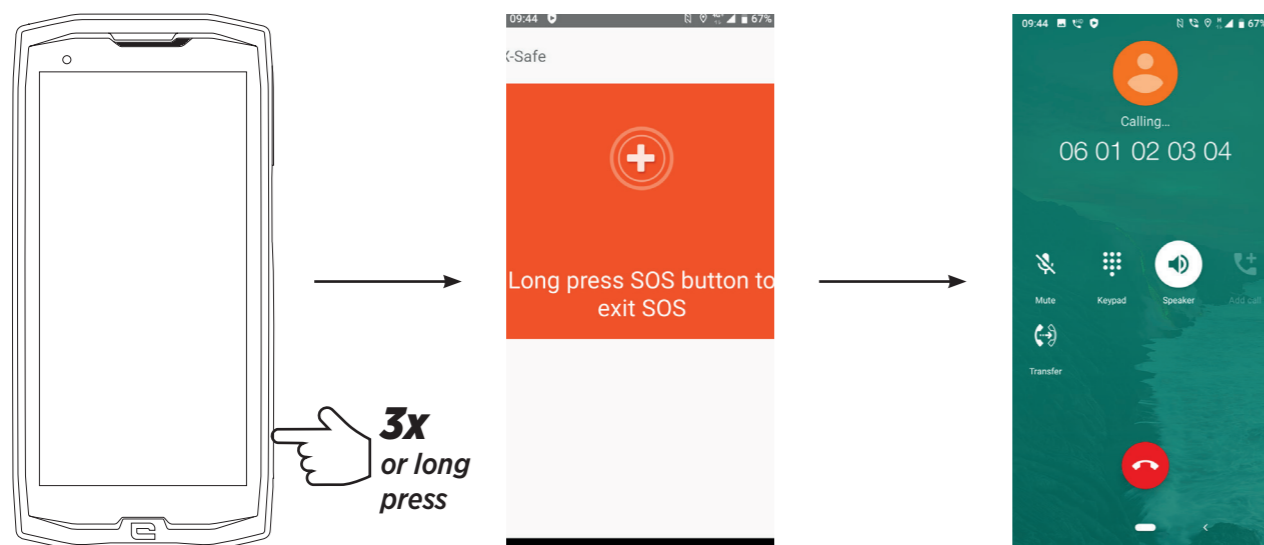 3x
or long
press
09:44
67%
X-Safe
Long press SOS button to
exit SOS
09:44
67%
Calling...
06 01 02 03 04
Mute
Keypad
Speaker
Add call
Transfer